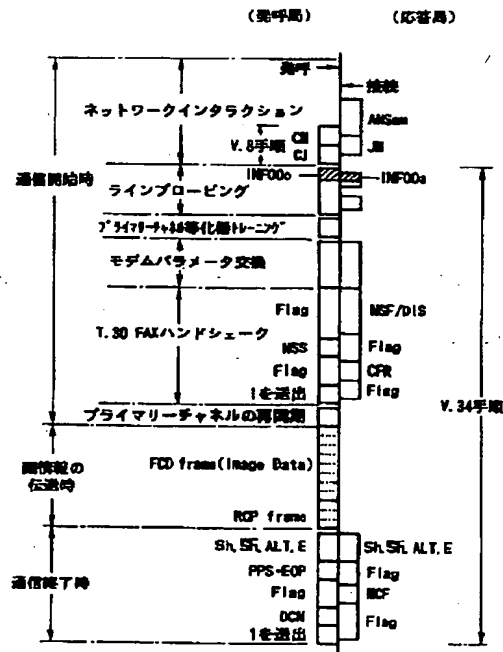 (発呼局) (応答局)
発呼
接続
ネットワークインタラクション
ANSam
V.8手順
CM
CJ
JM
INFO0c
INFO0a
通信開始時
ラインプロービング
プライマリーチャネル等化器トレーニング
モデムパラメータ交換
T.30 FAXハンドシェーク
Flag
NSF/DIS
NSS
Flag
Flag
CFR
1を送出
Flag
V.34手順
プライマリーチャネルの再同期
画情報の
伝送時
FCD frame(Image Data)
RCP frame
通信終了時
Sh, Sh, ALT, E
Sh, Sh, ALT, E
PPS-EOP
Flag
Flag
MCF
DCN
Flag
1を送出